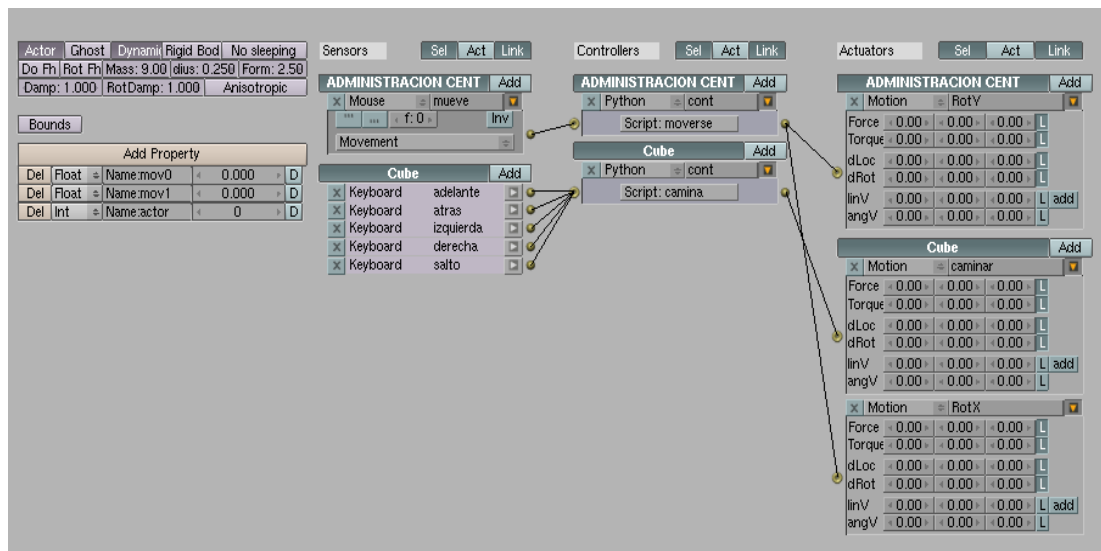 Actor Ghost Dynamic Rigid Bod No sleeping
Do Fh Rot Fh Mass: 9.00 dius: 0.250 Form: 2.50
Damp: 1.000 RotDamp: 1.000 Anisotropic
Bounds
Add Property
Del Float Name:mov0 0.000 D
Del Float Name:mov1 0.000 D
Del Int Name:actor 0 D
Sensors Sel Act Link
ADMINISTRACION CENT Add
X Mouse mueve
f: 0 Inv
Movement
Cube Add
X Keyboard adelante
X Keyboard atras
X Keyboard izquierda
X Keyboard derecha
X Keyboard salto
Controllers Sel Act Link
ADMINISTRACION CENT Add
X Python cont
Script: moverse
Cube Add
X Python cont
Script: camina
Actuators Sel Act Link
ADMINISTRACION CENT Add
X Motion RotV
Force 0.00 0.00 0.00 L
Torque 0.00 0.00 0.00 L
dLoc 0.00 0.00 0.00 L
dRot 0.00 0.00 0.00 L
linV 0.00 0.00 0.00 L add
angV 0.00 0.00 0.00 L
Cube Add
X Motion caminar
Force 0.00 0.00 0.00 L
Torque 0.00 0.00 0.00 L
dLoc 0.00 0.00 0.00 L
dRot 0.00 0.00 0.00 L
linV 0.00 0.00 0.00 L add
angV 0.00 0.00 0.00 L
X Motion RotX
Force 0.00 0.00 0.00 L
Torque 0.00 0.00 0.00 L
dLoc 0.00 0.00 0.00 L
dRot 0.00 0.00 0.00 L
linV 0.00 0.00 0.00 L add
angV 0.00 0.00 0.00 L